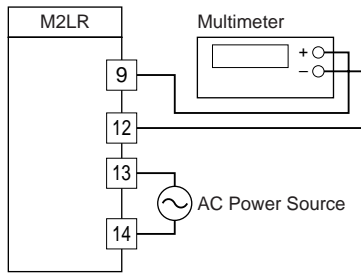 M2LR
Multimeter
+
–
9
12
13
AC Power Source
14